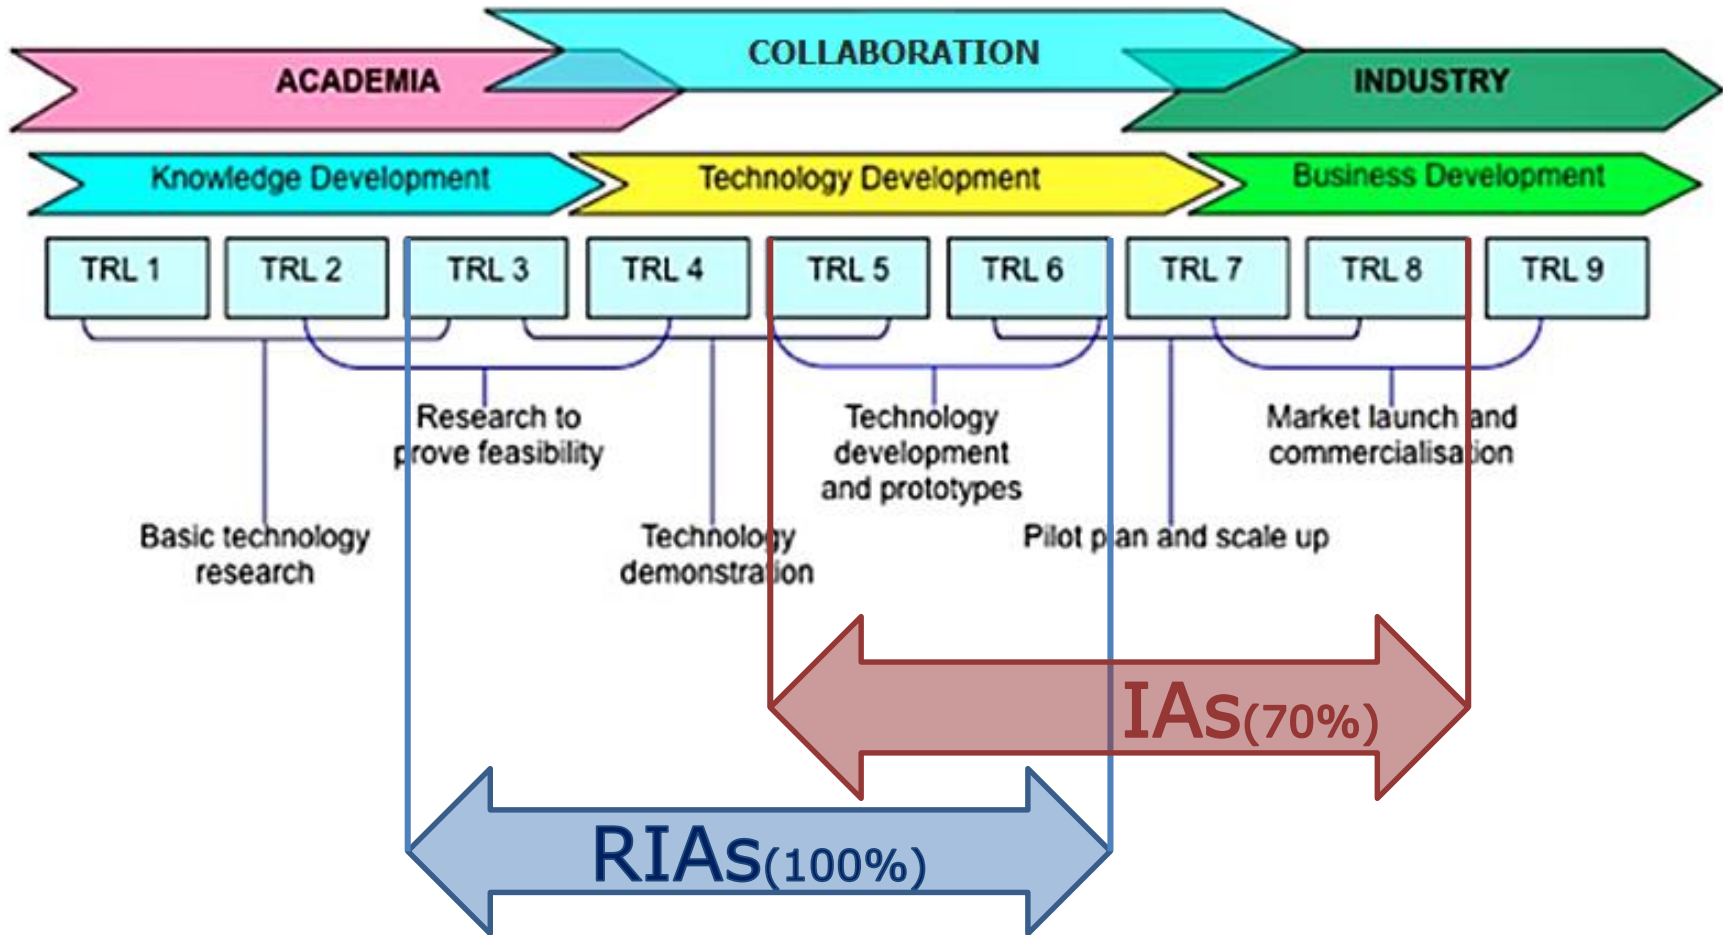 COLLABORATION
ACADEMIA
INDUSTRY
Knowledge Development
Technology Development
Business Development
TRL 1
TRL 2
TRL 3
TRL 4
TRL 5
TRL 6
TRL 7
TRL 8
TRL 9
Research to
prove feasibility
Technology
development
and prototypes
Market launch and
commercialisation
Basic technology
research
Technology
demonstration
Pilot plan and scale up
IAs(70%)
RIAs(100%)